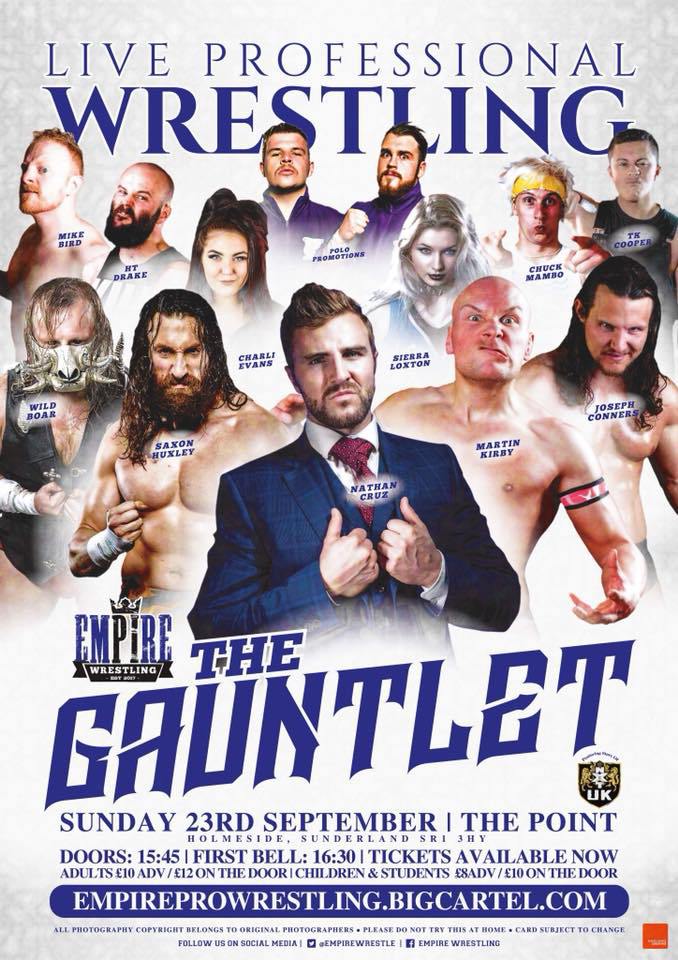 LIVE PROFESSIONAL
WRESTLING
MIKE
BIRD
HT
DRAKE
POLO
PROMOTIONS
CHUCK
MAMBO
TK
COOPER
CHARLI
EVANS
SIERRA
LOXTON
WILD
BOAR
SAXON
HUXLEY
NATHAN
CRUZ
MARTIN
KIRBY
JOSEPH
CONNERS
EMPIRE
WRESTLING
- EST 2017 -
THE
GAUNTLET
NXT
UK
SUNDAY 23RD SEPTEMBER | THE POINT
HOLMESIDE, SUNDERLAND SR1 3HY
DOORS: 15:45 | FIRST BELL: 16:30 | TICKETS AVAILABLE NOW
ADULTS £10 ADV / £12 ON THE DOOR | CHILDREN & STUDENTS £8ADV / £10 ON THE DOOR
EMPIREPROWRESTLING.BIGCARTEL.COM
ALL PHOTOGRAPHY COPYRIGHT BELONGS TO ORIGINAL PHOTOGRAPHERS • PLEASE DO NOT TRY THIS AT HOME • CARD SUBJECT TO CHANGE
FOLLOW US ON SOCIAL MEDIA | @EMPIREWRESTLE | EMPIRE WRESTLING